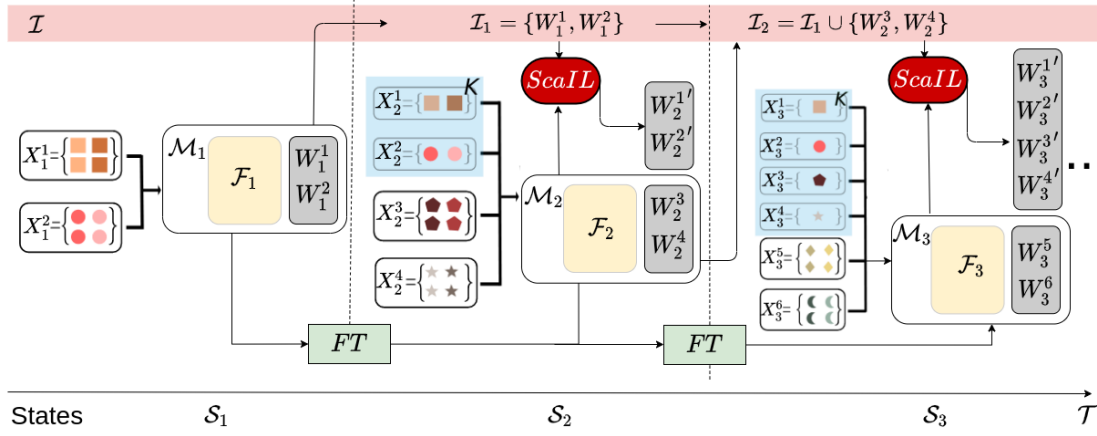 𝓘
𝓘₁ = {W₁¹, W₁²}
𝓘₂ = 𝓘₁ ∪ {W₂³, W₂⁴}
X₁¹={ }
X₁²={ }
𝓜₁
𝓕₁
W₁¹
W₁²
K
X₂¹={ }
X₂²={ }
X₂³={ }
X₂⁴={ }
ScaIL
W₂¹′
W₂²′
𝓜₂
𝓕₂
W₂³
W₂⁴
K
X₃¹={ }
X₃²={ }
X₃³={ }
X₃⁴={ }
X₃⁵={ }
X₃⁶={ }
ScaIL
W₃¹′
W₃²′
W₃³′
W₃⁴′
..
𝓜₃
𝓕₃
W₃⁵
W₃⁶
FT
FT
States
𝓢₁
𝓢₂
𝓢₃
𝓣